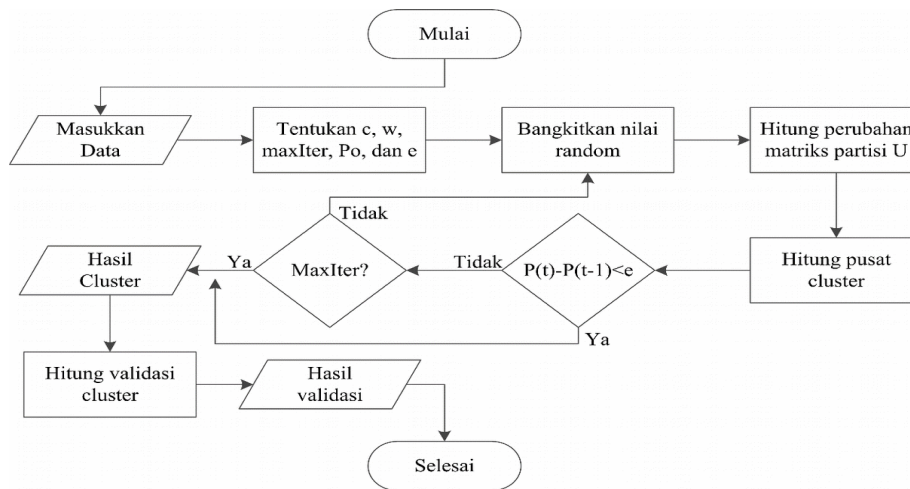 Mulai
Masukkan
Data
Tentukan c, w,
maxIter, Po, dan e
Bangkitkan nilai
random
Hitung perubahan
matriks partisi U
Hitung pusat
cluster
P(t)-P(t-1)<e
Tidak
Ya
MaxIter?
Tidak
Ya
Hasil
Cluster
Hitung validasi
cluster
Hasil
validasi
Selesai